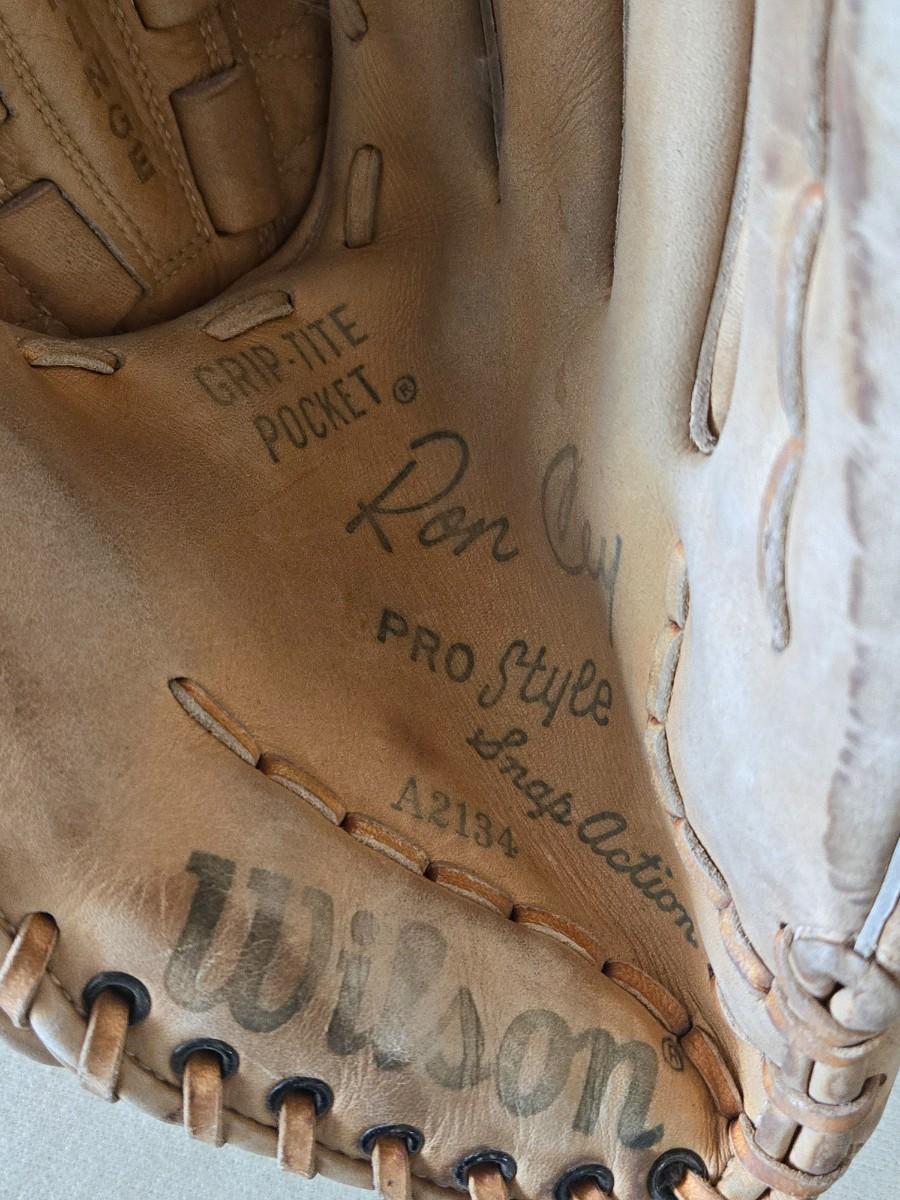 GRIP-TITE
POCKET®
Ron Cey
PRO Style
Snap Action
A2134
Wilson®